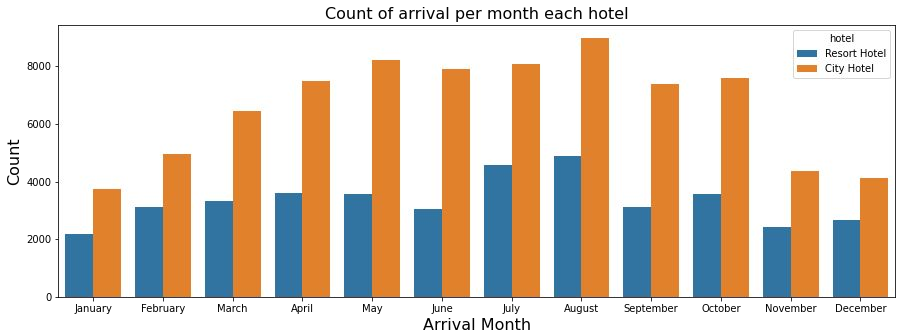 Count of arrival per month each hotel
hotel
Resort Hotel
City Hotel
Count
8000
6000
4000
2000
0
January February March April May June July August September October November December
Arrival Month